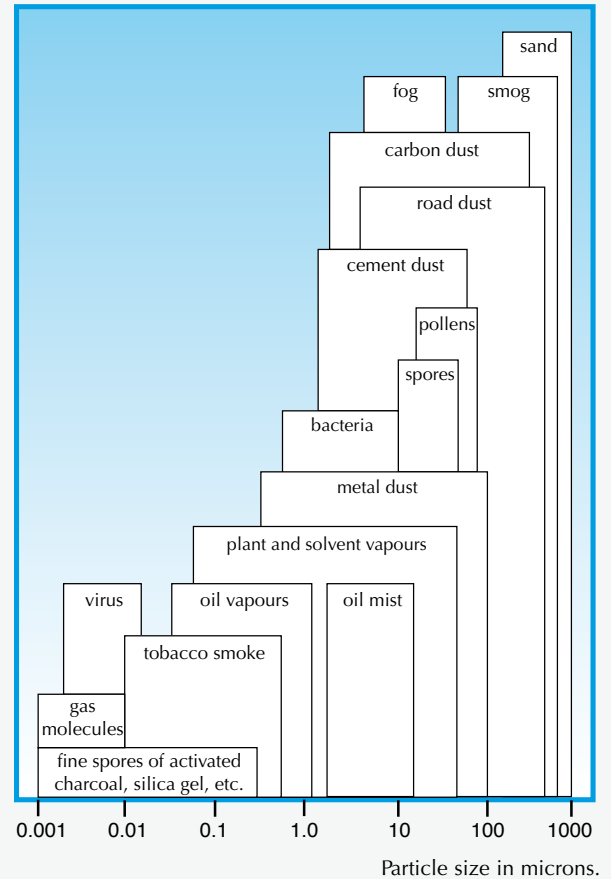 sand
fog
smog
carbon dust
road dust
cement dust
pollens
spores
bacteria
metal dust
plant and solvent vapours
virus
oil vapours
oil mist
tobacco smoke
gas
molecules
fine spores of activated
charcoal, silica gel, etc.
0.001 0.01 0.1 1.0 10 100 1000
Particle size in microns.